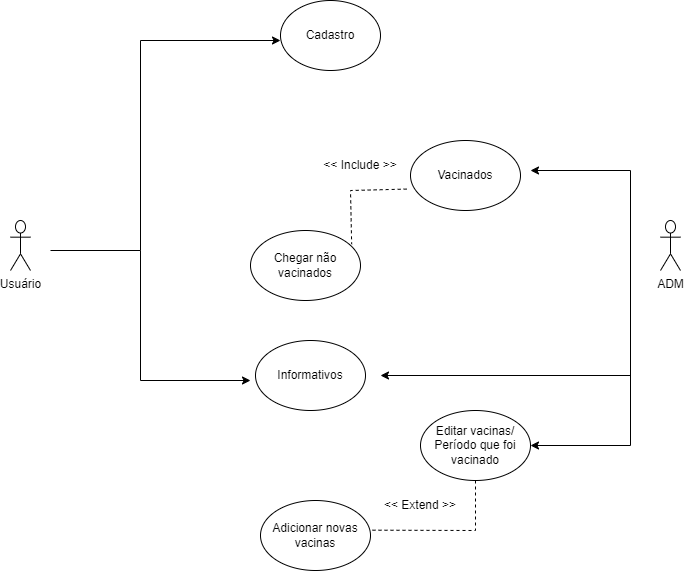 Cadastro
<< Include >>
Vacinados
Chegar não
vacinados
Usuário
ADM
Informativos
Editar vacinas/
Período que foi
vacinado
<< Extend >>
Adicionar novas
vacinas